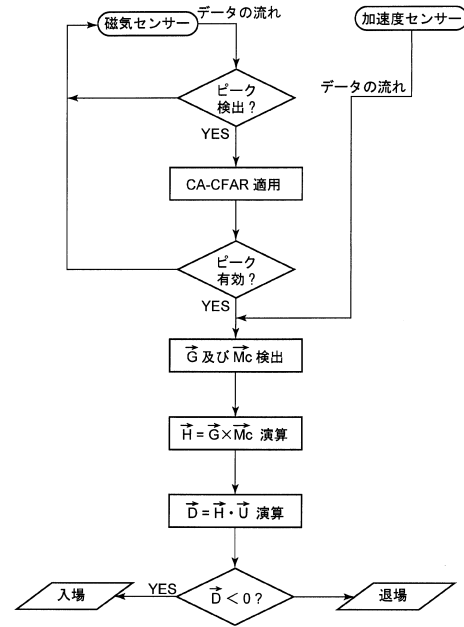 磁気センサー
データの流れ
加速度センサー
データの流れ
ピーク
検出？
YES
CA-CFAR 適用
ピーク
有効？
YES
G→ 及び Mc→ 検出
H→ = G→ × Mc→ 演算
D→ = H→ ・ U→ 演算
D→ < 0？
YES
入場
退場